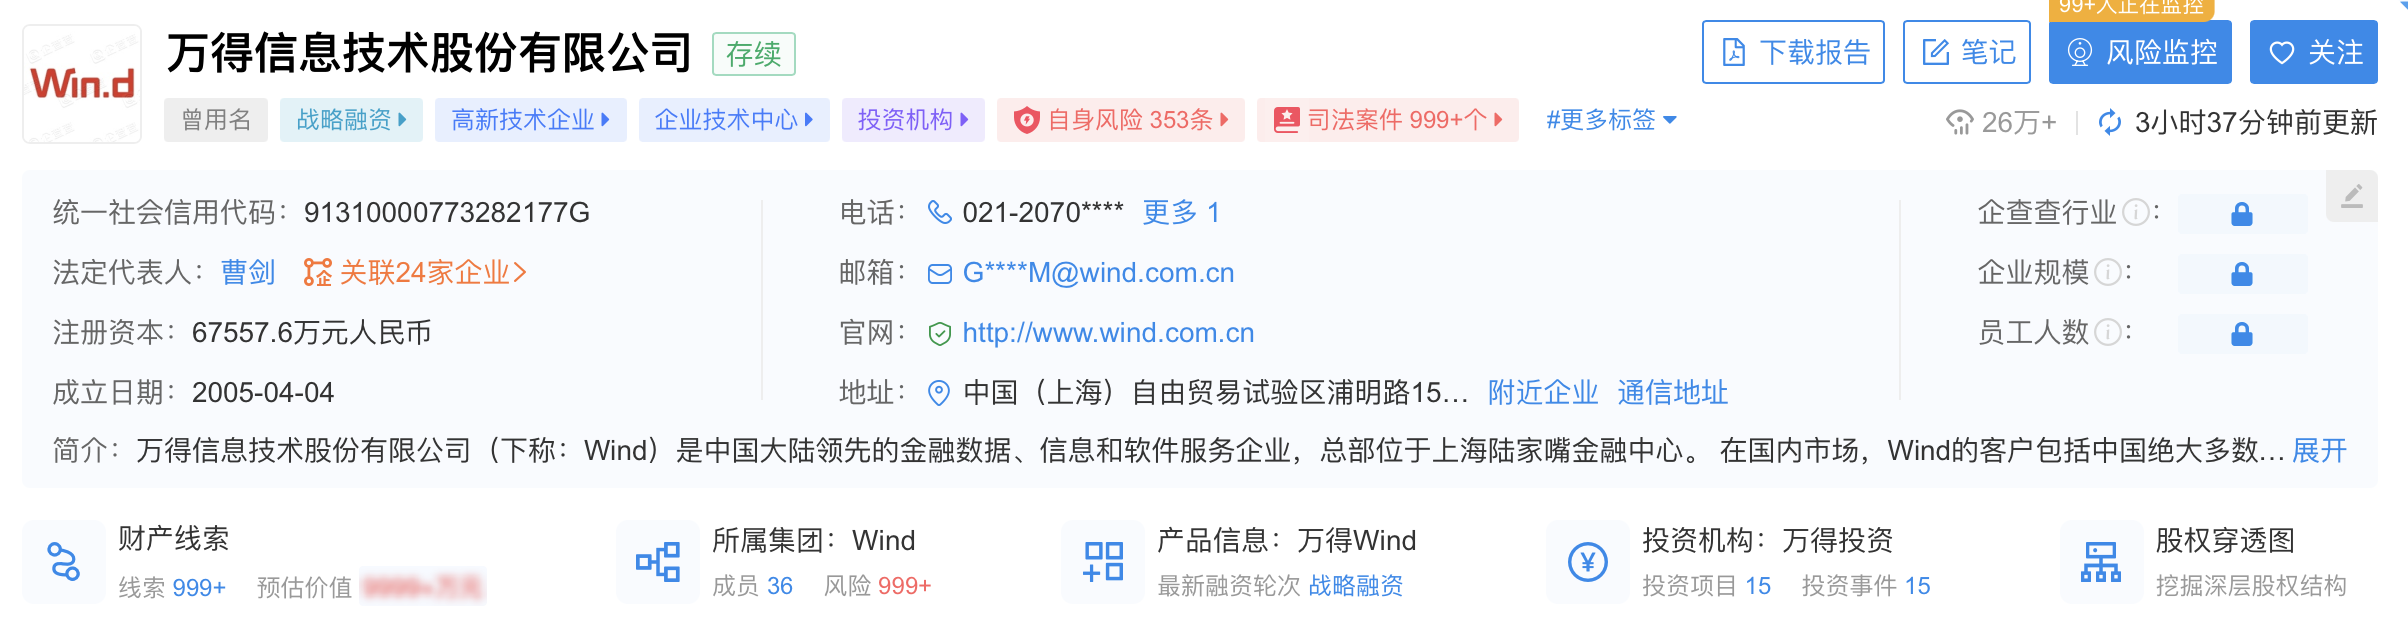 99+人正在监控
Win.d
万得信息技术股份有限公司 存续
下载报告 笔记 风险监控 关注
曾用名 战略融资 高新技术企业 企业技术中心 投资机构 自身风险 353条 司法案件 999+个 #更多标签
26万+ 3小时37分钟前更新
统一社会信用代码：91310000773282177G
电话：021-2070**** 更多 1
企查查行业：
法定代表人：曹剑 关联24家企业>
邮箱：G****M@wind.com.cn
企业规模：
注册资本：67557.6万元人民币
官网：http://www.wind.com.cn
员工人数：
成立日期：2005-04-04
地址：中国（上海）自由贸易试验区浦明路15... 附近企业 通信地址
简介：万得信息技术股份有限公司（下称：Wind）是中国大陆领先的金融数据、信息和软件服务企业，总部位于上海陆家嘴金融中心。 在国内市场，Wind的客户包括中国绝大多数... 展开
财产线索
线索 999+ 预估价值
所属集团：Wind
成员 36 风险 999+
产品信息：万得Wind
最新融资轮次 战略融资
投资机构：万得投资
投资项目 15 投资事件 15
股权穿透图
挖掘深层股权结构